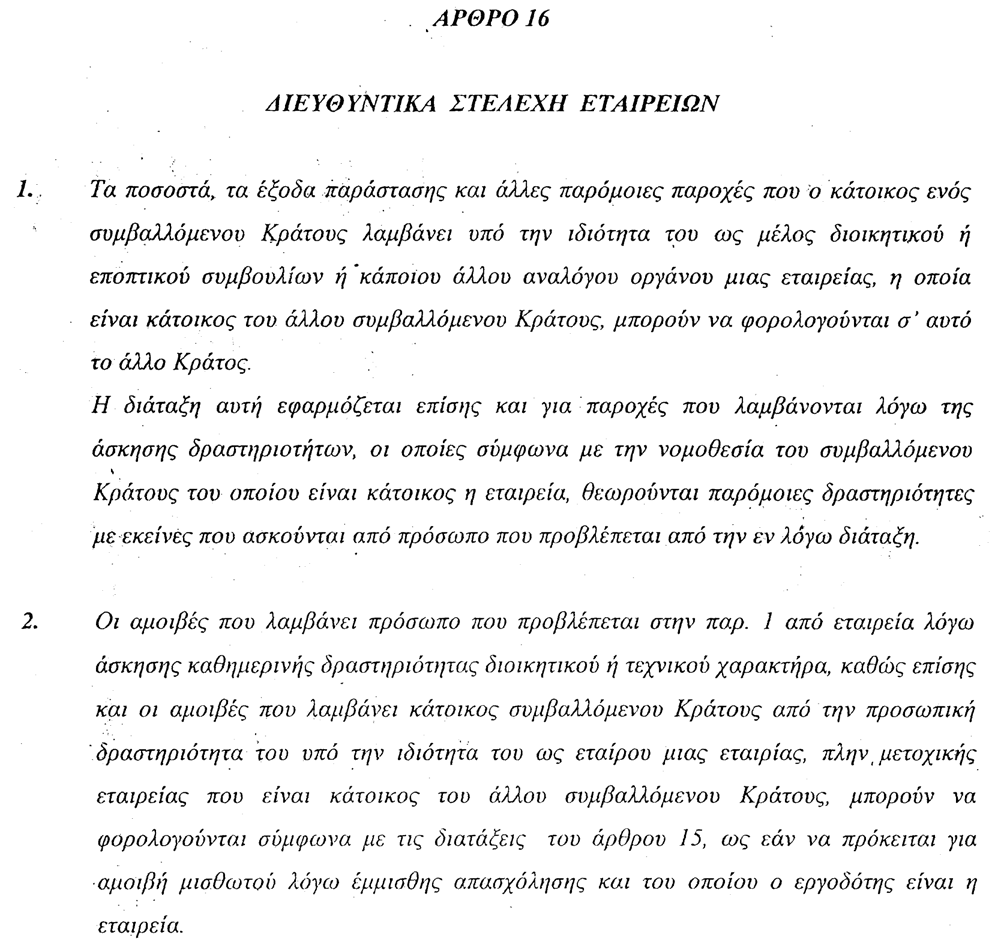 ΑΡΘΡΟ 16
ΔΙΕΥΘΥΝΤΙΚΑ ΣΤΕΛΕΧΗ ΕΤΑΙΡΕΙΩΝ
1. Τα ποσοστά, τα έξοδα παράστασης και άλλες παρόμοιες παροχές που ο κάτοικος ενός
συμβαλλόμενου Κράτους λαμβάνει υπό την ιδιότητα του ως μέλος διοικητικού ή
εποπτικού συμβουλίων ή κάποιου άλλου αναλόγου οργάνου μιας εταιρείας, η οποία
είναι κάτοικος του άλλου συμβαλλόμενου Κράτους, μπορούν να φορολογούνται σ' αυτό
το άλλο Κράτος.
Η διάταξη αυτή εφαρμόζεται επίσης και για παροχές που λαμβάνονται λόγω της
άσκησης δραστηριοτήτων, οι οποίες σύμφωνα με την νομοθεσία του συμβαλλόμενου
Κράτους του οποίου είναι κάτοικος η εταιρεία, θεωρούνται παρόμοιες δραστηριότητες
με εκείνες που ασκούνται από πρόσωπο που προβλέπεται από την εν λόγω διάταξη.
2. Οι αμοιβές που λαμβάνει πρόσωπο που προβλέπεται στην παρ. 1 από εταιρεία λόγω
άσκησης καθημερινής δραστηριότητας διοικητικού ή τεχνικού χαρακτήρα, καθώς επίσης
και οι αμοιβές που λαμβάνει κάτοικος συμβαλλόμενου Κράτους από την προσωπική
δραστηριότητα του υπό την ιδιότητα του ως εταίρου μιας εταιρίας, πλην μετοχικής
εταιρείας που είναι κάτοικος του άλλου συμβαλλόμενου Κράτους, μπορούν να
φορολογούνται σύμφωνα με τις διατάξεις του άρθρου 15, ως εάν να πρόκειται για
αμοιβή μισθωτού λόγω έμμισθης απασχόλησης και του οποίου ο εργοδότης είναι η
εταιρεία.